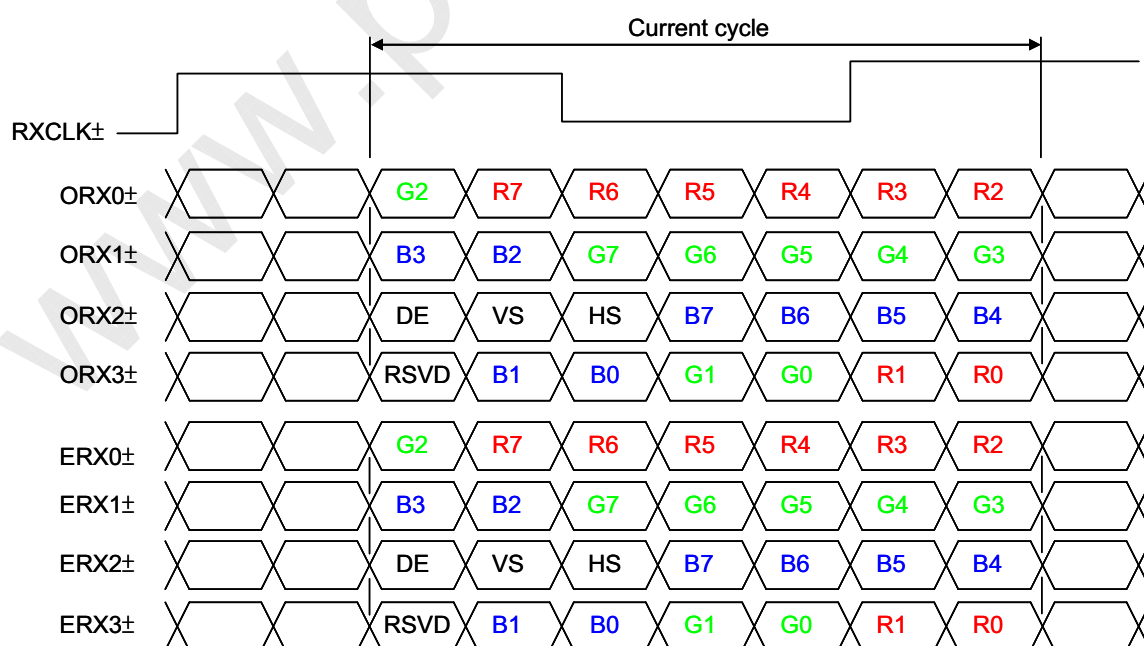 Current cycle
RXCLK±
ORX0± G2 R7 R6 R5 R4 R3 R2
ORX1± B3 B2 G7 G6 G5 G4 G3
ORX2± DE VS HS B7 B6 B5 B4
ORX3± RSVD B1 B0 G1 G0 R1 R0
ERX0± G2 R7 R6 R5 R4 R3 R2
ERX1± B3 B2 G7 G6 G5 G4 G3
ERX2± DE VS HS B7 B6 B5 B4
ERX3± RSVD B1 B0 G1 G0 R1 R0
www.p